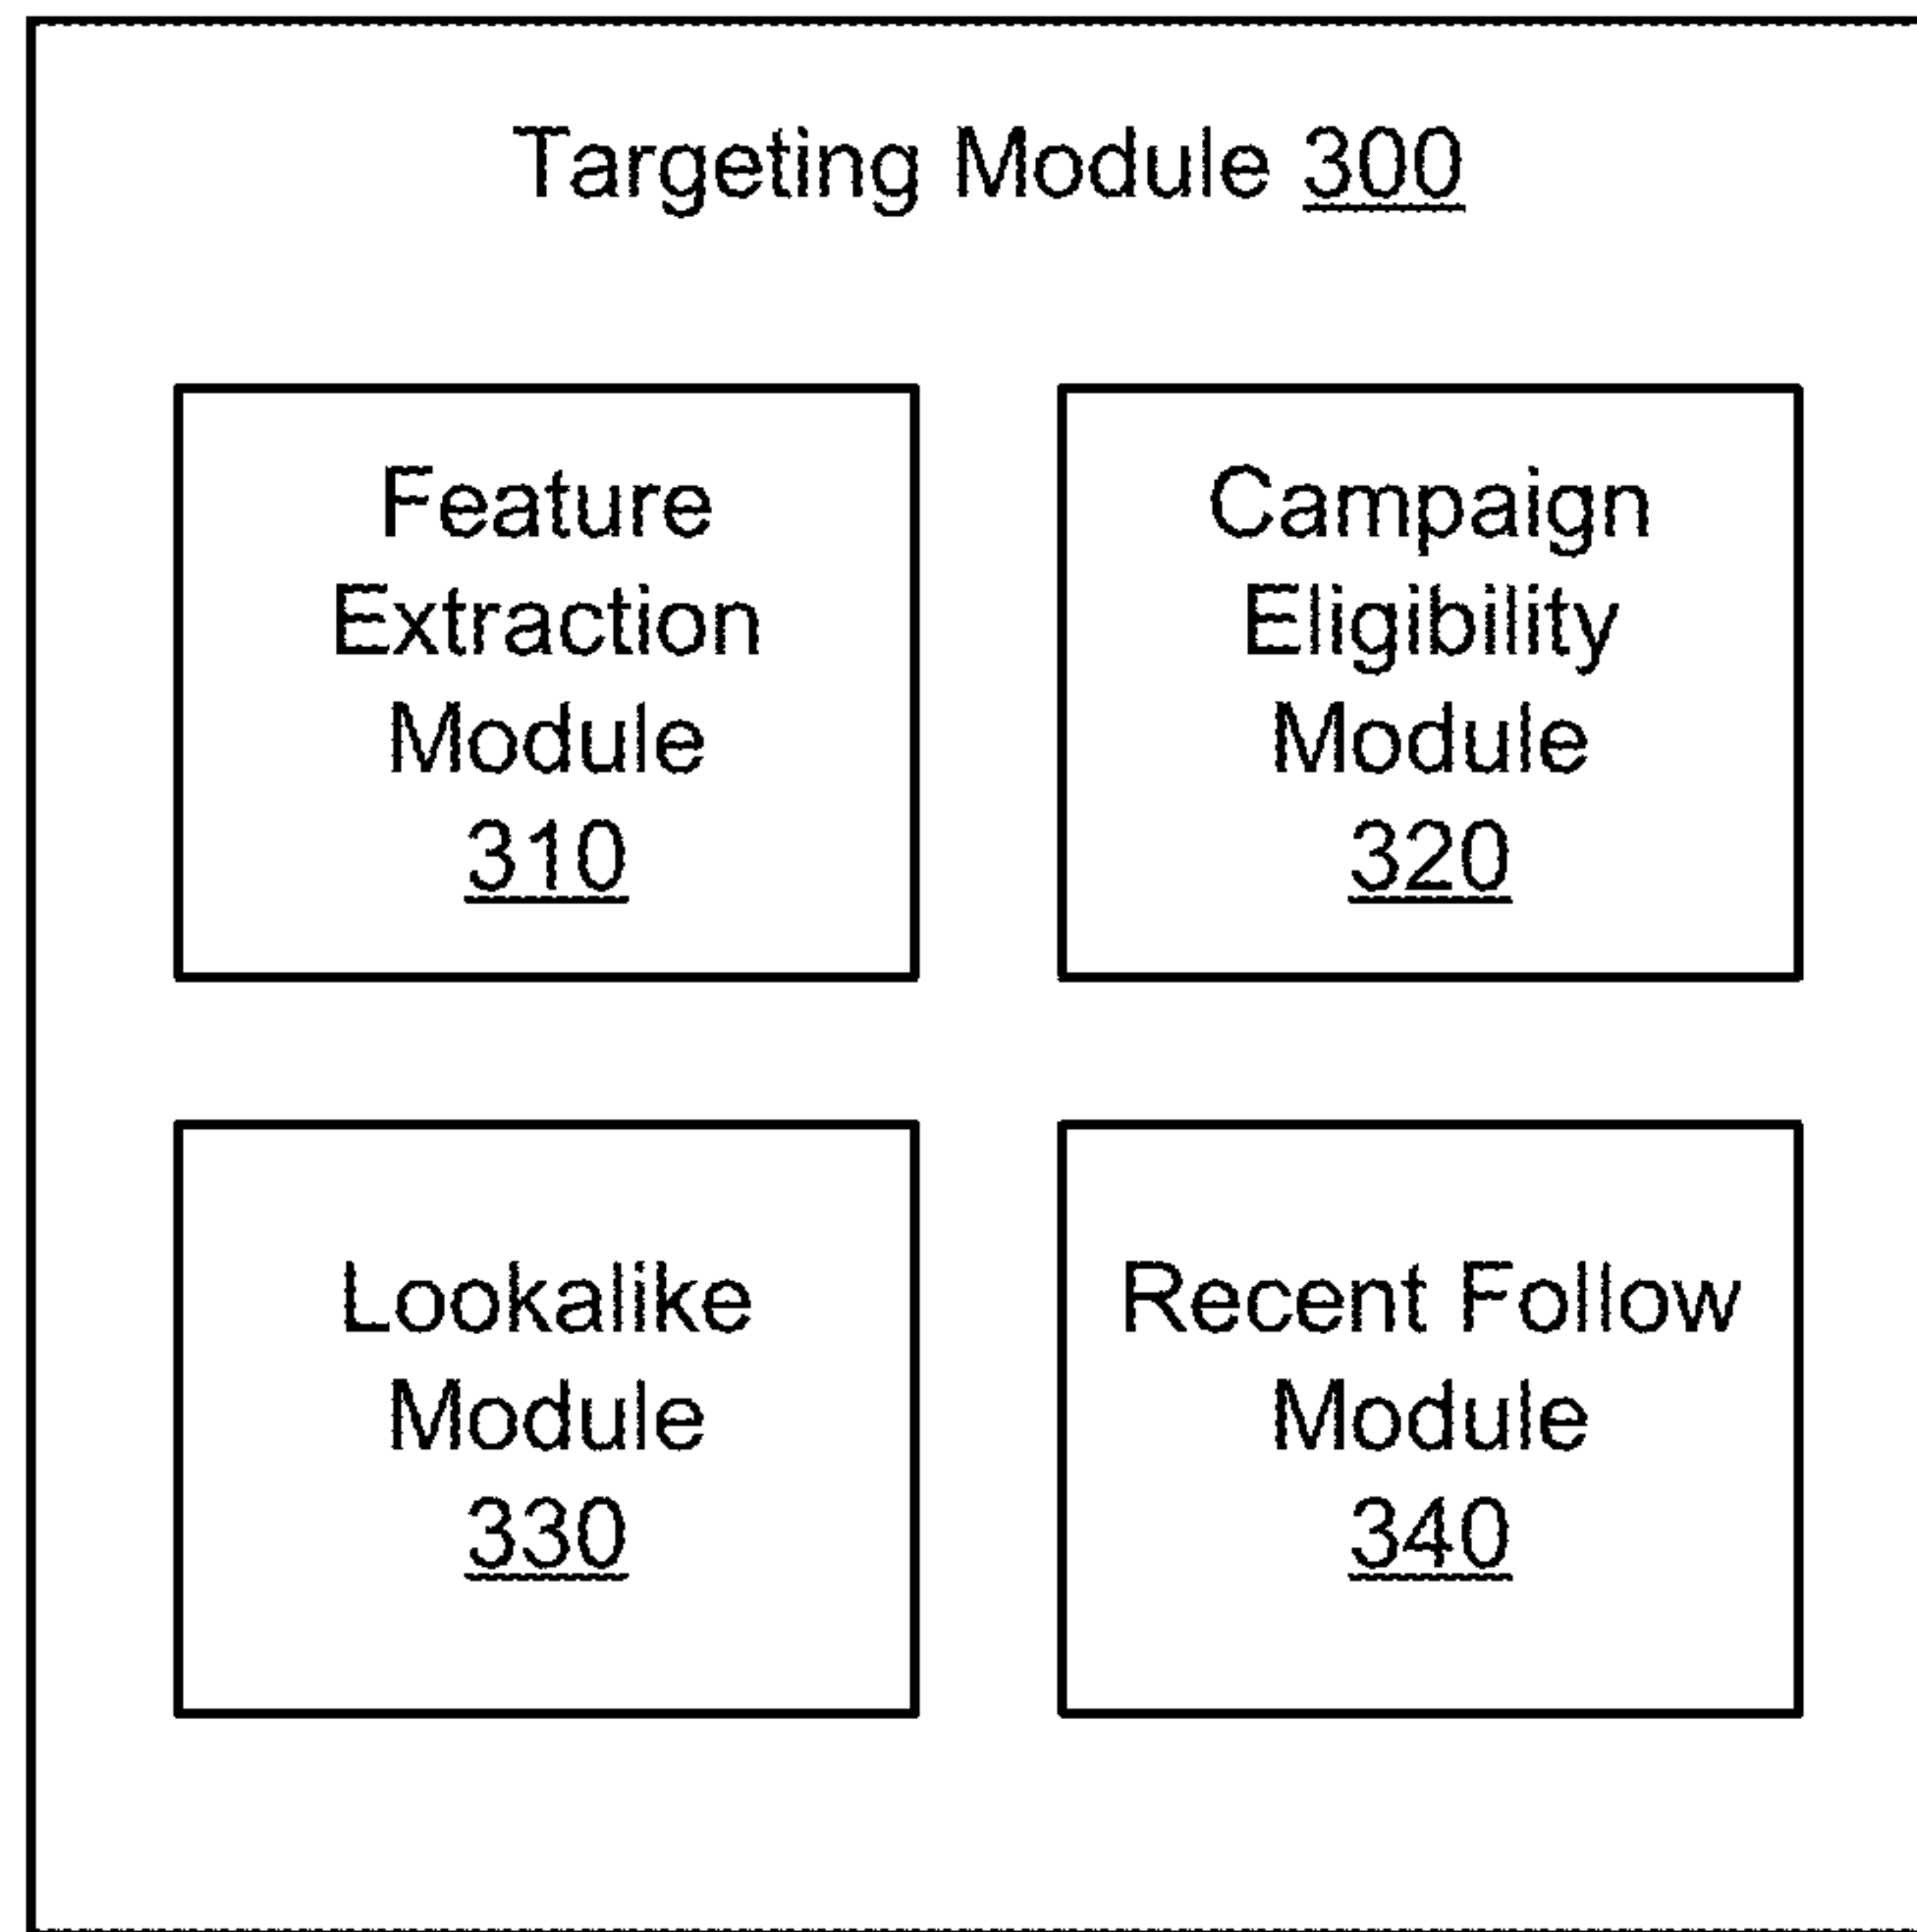 Targeting Module 300
Feature
Extraction
Module
310
Campaign
Eligibility
Module
320
Lookalike
Module
330
Recent Follow
Module
340